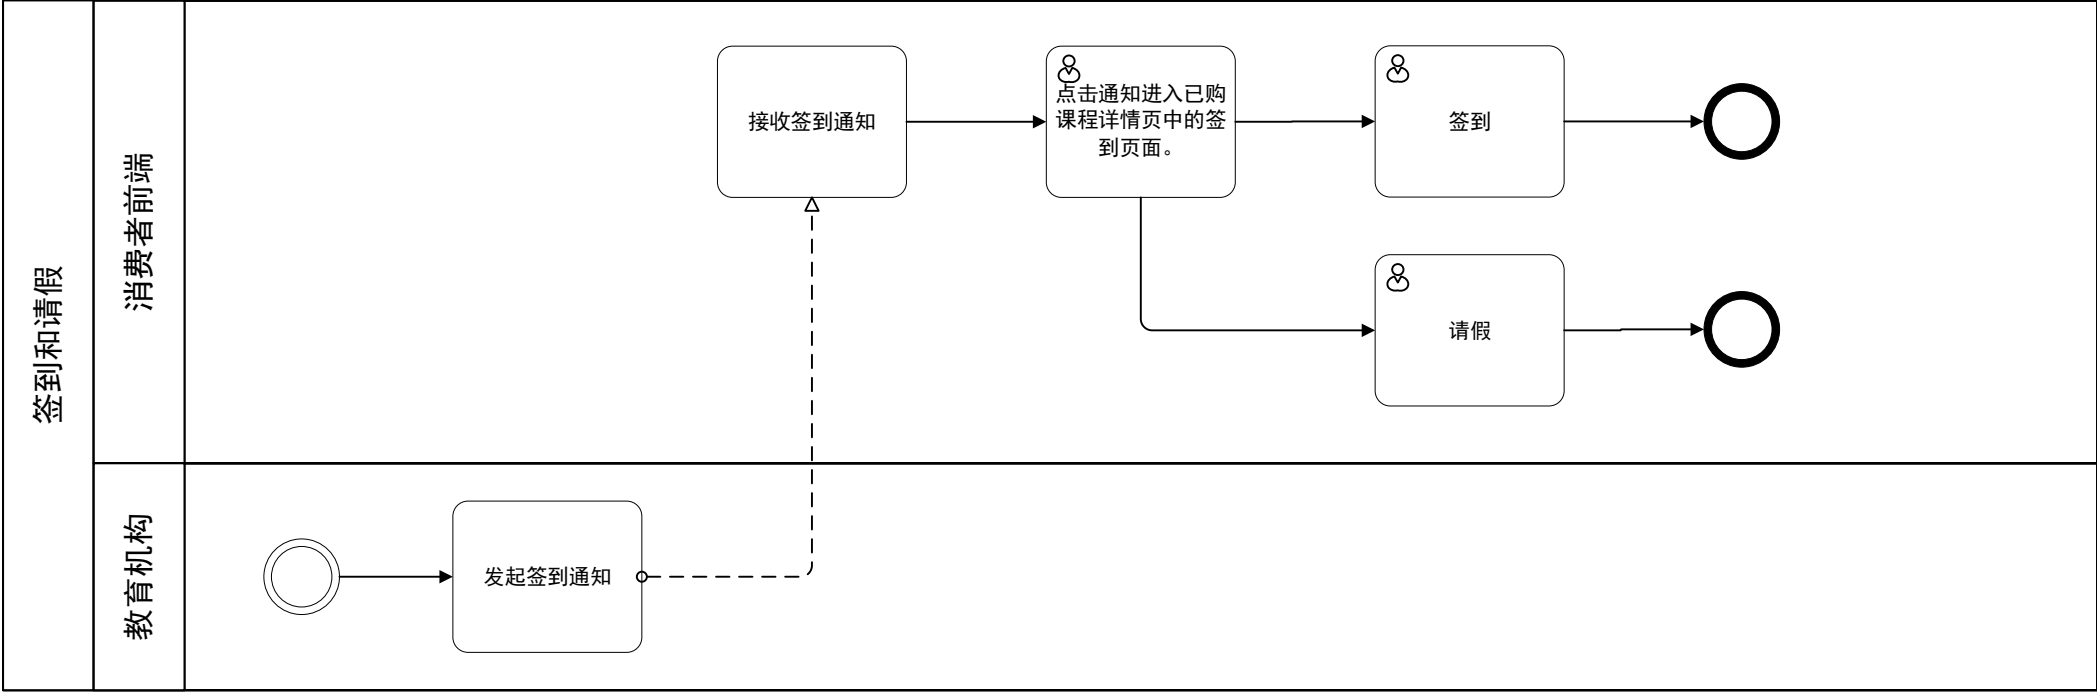 签到和请假
消费者前端
接收签到通知
点击通知进入已购
课程详情页中的签
到页面。
签到
请假
教育机构
发起签到通知